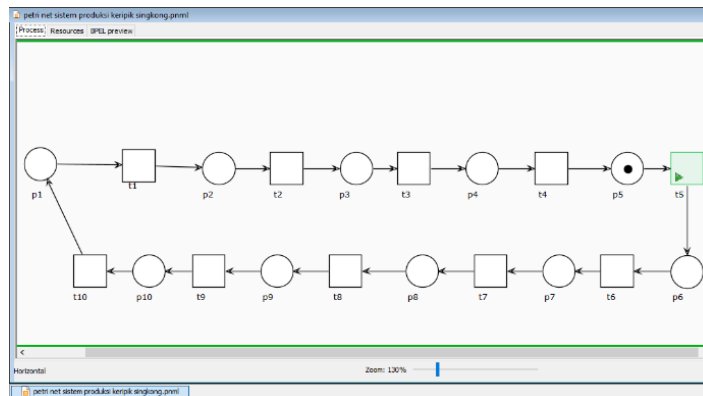 petri net sistem produksi keripik singkong.pnml
Process Resources BPEL preview
p1 t1 p2 t2 p3 t3 p4 t4 p5 t5
t10 p10 t9 p9 t8 p8 t7 p7 t6 p6
<
Horizontal Zoom: 130%
petri net sistem produksi keripik singkong.pnml